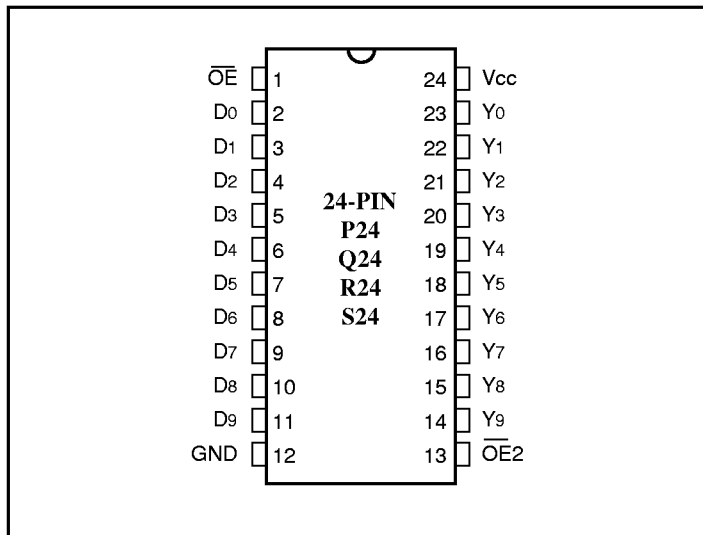 O̅E̅ 1 24 Vcc
D0 2 23 Y0
D1 3 22 Y1
D2 4 21 Y2
D3 5 20 Y3
D4 6 19 Y4
D5 7 18 Y5
D6 8 17 Y6
D7 9 16 Y7
D8 10 15 Y8
D9 11 14 Y9
GND 12 13 O̅E̅2
24-PIN
P24
Q24
R24
S24